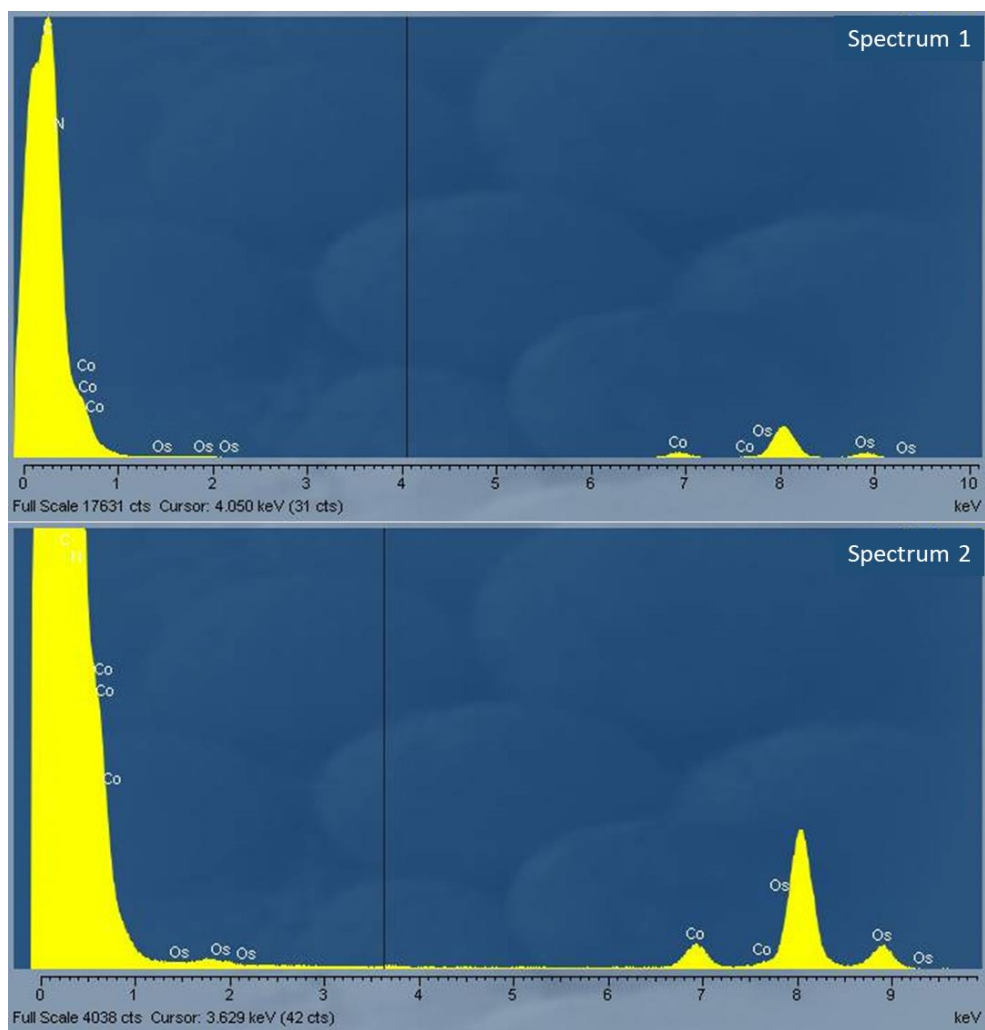 Spectrum 1
N
Co
Co
Co
Os Os Os
Co Co Os Os Os
0 1 2 3 4 5 6 7 8 9 10
Full Scale 17631 cts Cursor: 4.050 keV (31 cts) keV
Spectrum 2
C
N
Co
Co
Co
Os Os Os
Co Co Os Os Os
0 1 2 3 4 5 6 7 8 9
Full Scale 4038 cts Cursor: 3.629 keV (42 cts) keV